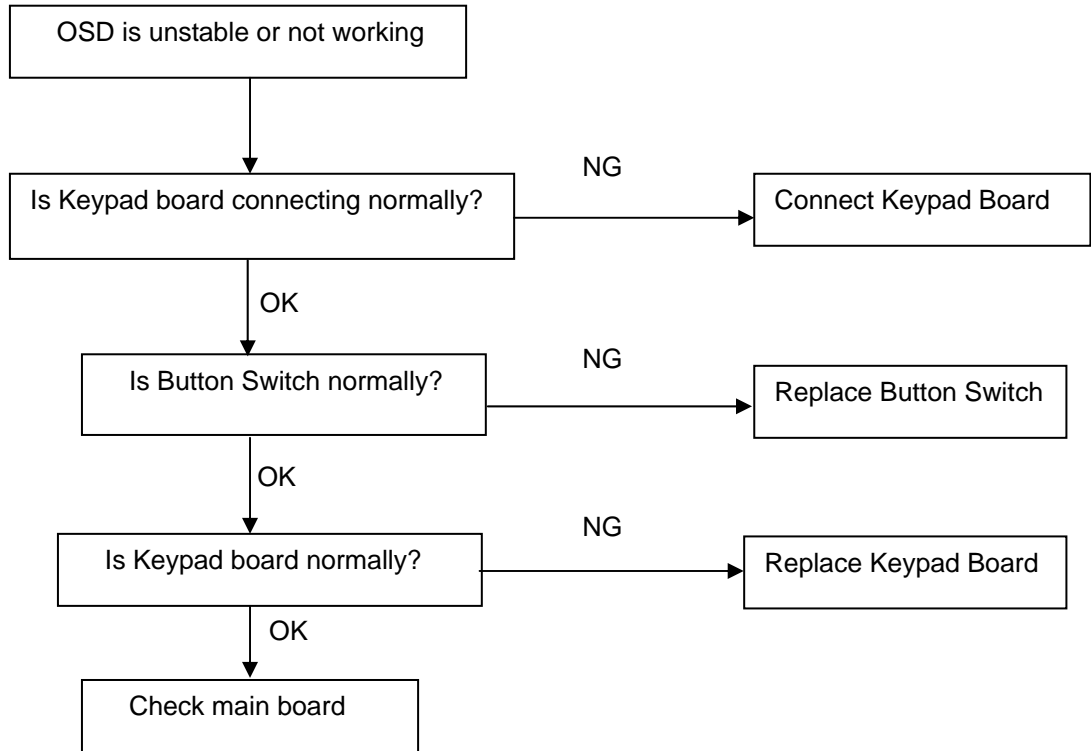 OSD is unstable or not working
NG
Is Keypad board connecting normally?
Connect Keypad Board
OK
NG
Is Button Switch normally?
Replace Button Switch
OK
NG
Is Keypad board normally?
Replace Keypad Board
OK
Check main board